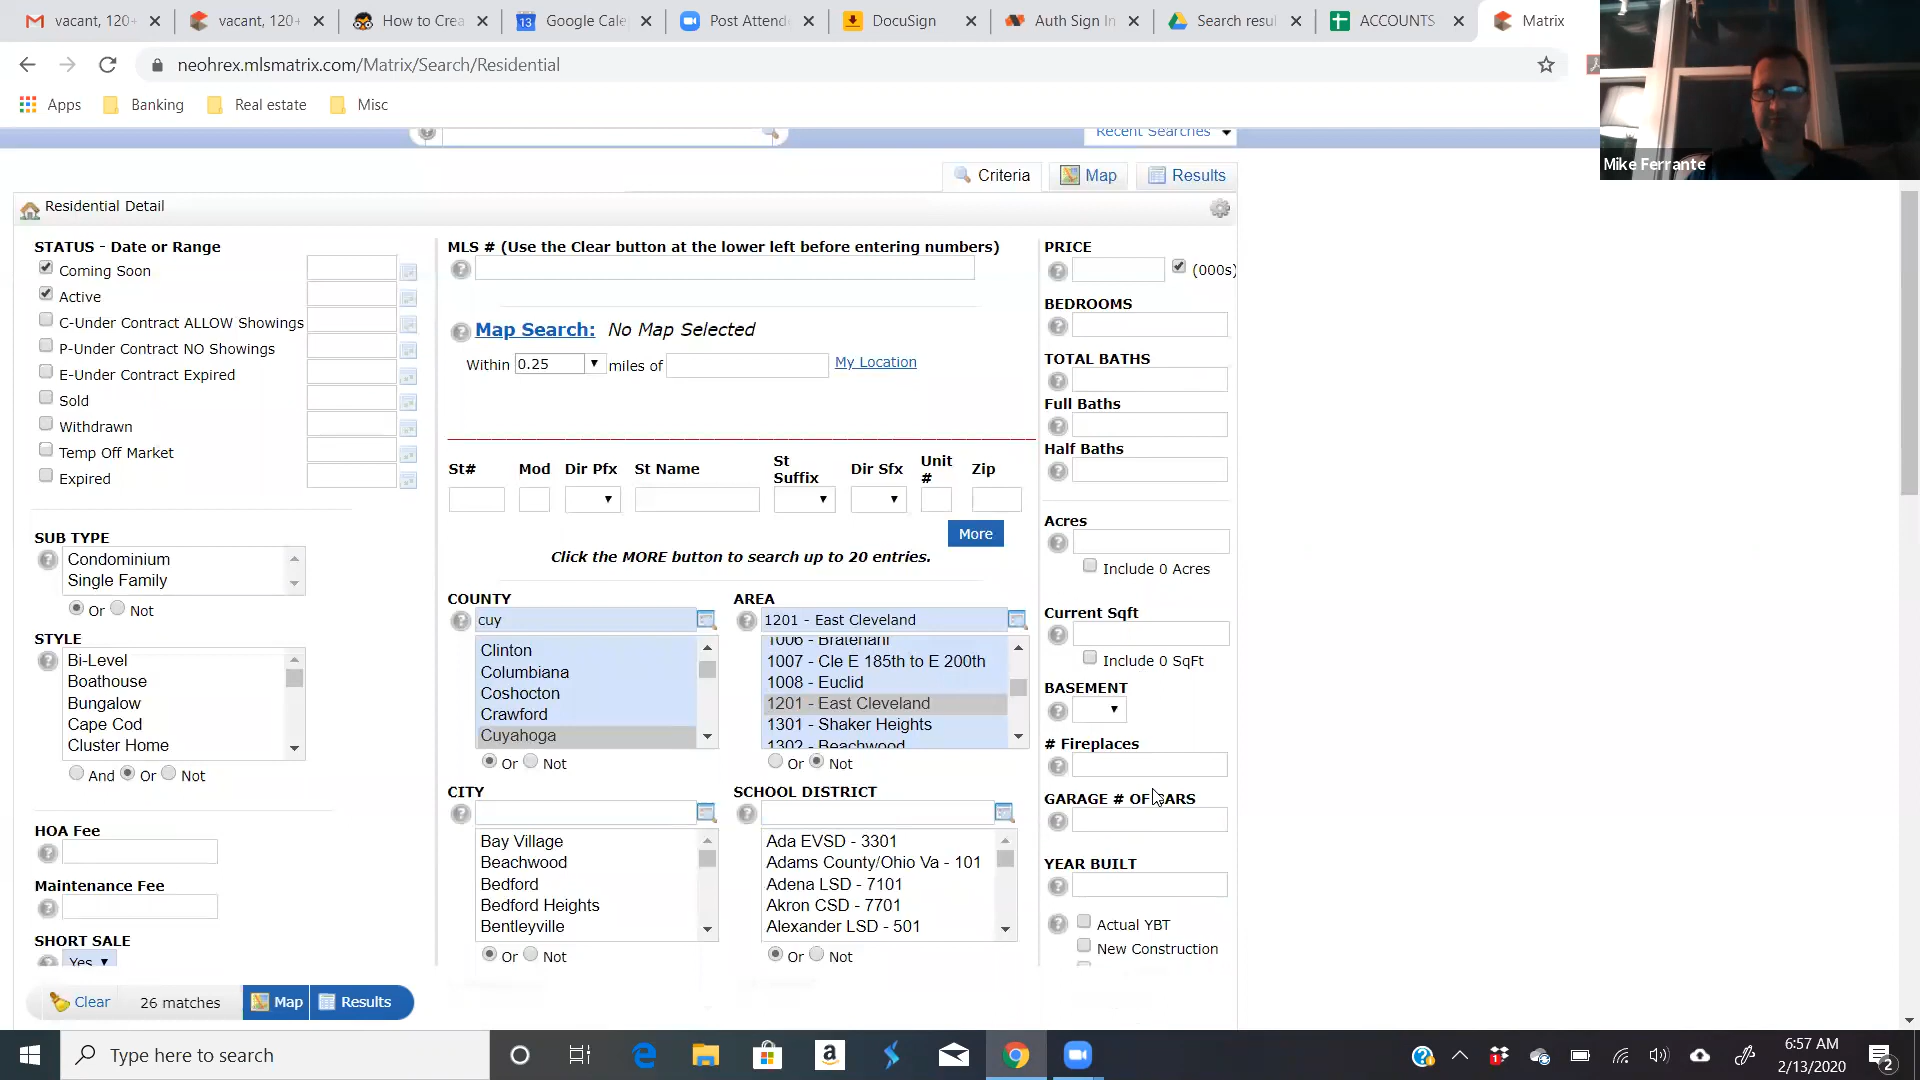 vacant, 120+
vacant, 120+
How to Crea
Google Cale
Post Attend
DocuSign
Auth Sign In
Search resul
ACCOUNTS
Matrix
neohrex.mlsmatrix.com/Matrix/Search/Residential
Apps Banking Real estate Misc
Mike Ferrante
Recent Searches
Criteria Map Results
Residential Detail
STATUS - Date or Range
Coming Soon
Active
C-Under Contract ALLOW Showings
P-Under Contract NO Showings
E-Under Contract Expired
Sold
Withdrawn
Temp Off Market
Expired
SUB TYPE
Condominium
Single Family
Or Not
STYLE
Bi-Level
Boathouse
Bungalow
Cape Cod
Cluster Home
And Or Not
HOA Fee
Maintenance Fee
SHORT SALE
Yes
MLS # (Use the Clear button at the lower left before entering numbers)
Map Search: No Map Selected
Within 0.25 miles of My Location
St# Mod Dir Pfx St Name St Suffix Dir Sfx Unit # Zip
More
Click the MORE button to search up to 20 entries.
COUNTY
cuy
Clinton
Columbiana
Coshocton
Crawford
Cuyahoga
Or Not
AREA
1201 - East Cleveland
1006 - Bratenahl
1007 - Cle E 185th to E 200th
1008 - Euclid
1201 - East Cleveland
1301 - Shaker Heights
1302 - Beachwood
Or Not
CITY
Bay Village
Beachwood
Bedford
Bedford Heights
Bentleyville
Or Not
SCHOOL DISTRICT
Ada EVSD - 3301
Adams County/Ohio Va - 101
Adena LSD - 7101
Akron CSD - 7701
Alexander LSD - 501
Or Not
PRICE
(000s)
BEDROOMS
TOTAL BATHS
Full Baths
Half Baths
Acres
Include 0 Acres
Current Sqft
Include 0 SqFt
BASEMENT
# Fireplaces
GARAGE # OF CARS
YEAR BUILT
Actual YBT
New Construction
Clear 26 matches Map Results
Type here to search
6:57 AM
2/13/2020